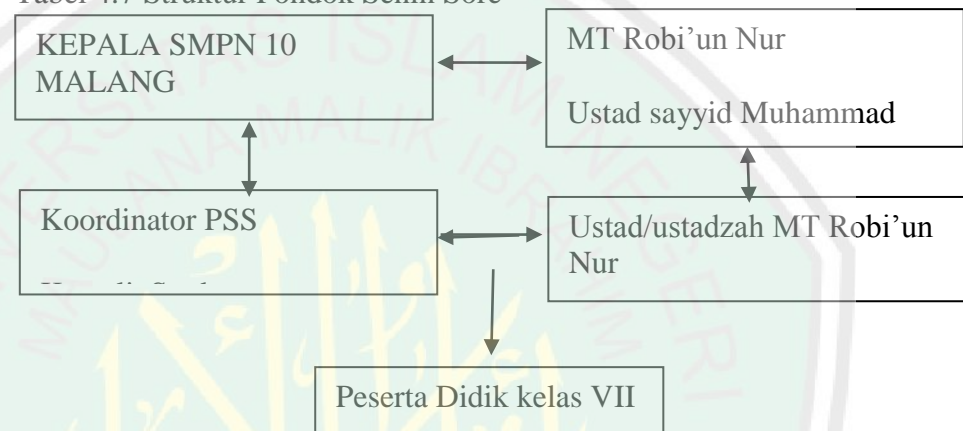 Tabel 4.7 Struktur Pondok Senin Sore
KEPALA SMPN 10
MALANG
MT Robi’un Nur
Ustad sayyid Muhammad
Koordinator PSS
Ustad/ustadzah MT Robi’un
Nur
Peserta Didik kelas VII